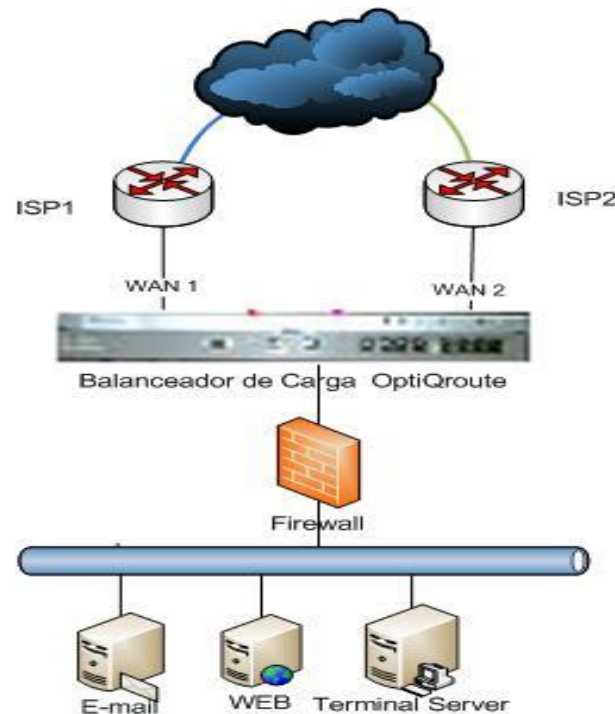 ISP1
ISP2
WAN 1
WAN 2
Balanceador de Carga OptiQroute
Firewall
E-mail
WEB
Terminal Server